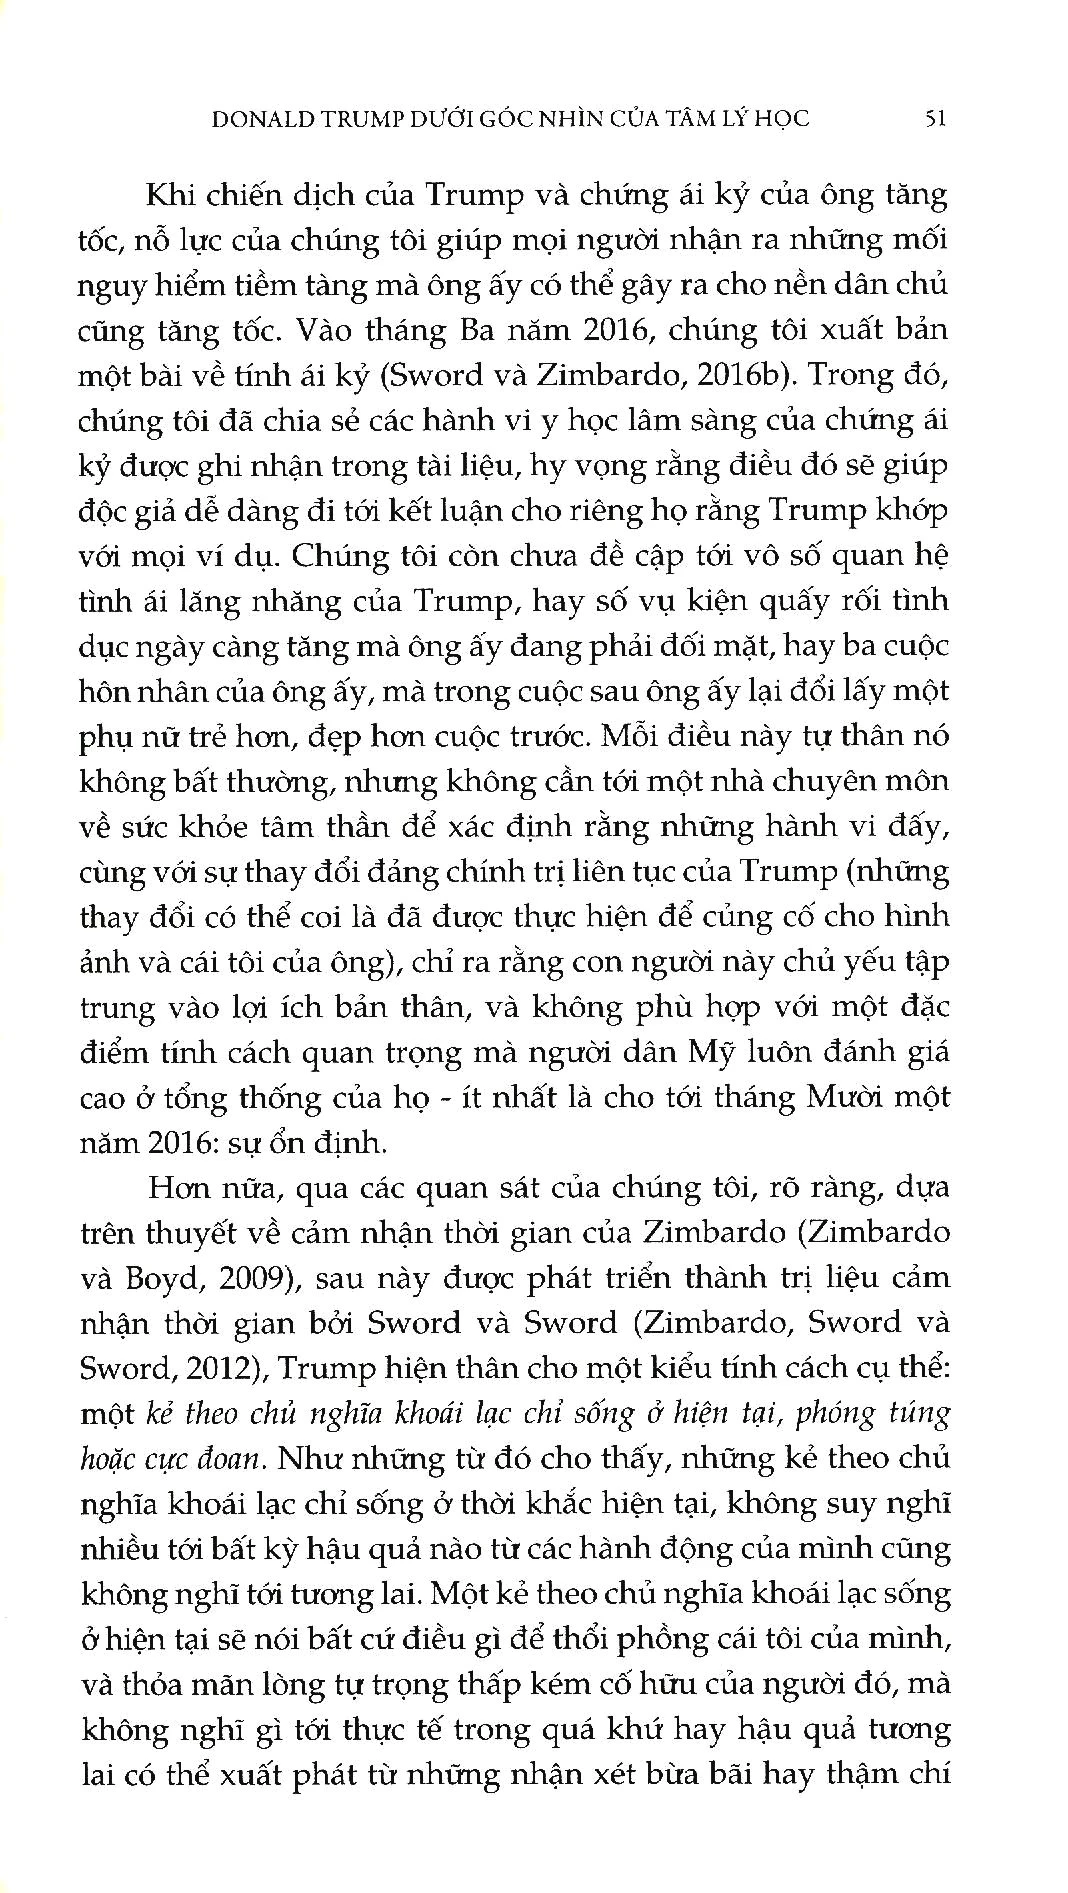 DONALD TRUMP DƯỚI GÓC NHÌN CỦA TÂM LÝ HỌC 51
Khi chiến dịch của Trump và chứng ái kỷ của ông tăng
tốc, nỗ lực của chúng tôi giúp mọi người nhận ra những mối
nguy hiểm tiềm tàng mà ông ấy có thể gây ra cho nền dân chủ
cũng tăng tốc. Vào tháng Ba năm 2016, chúng tôi xuất bản
một bài về tính ái kỷ (Sword và Zimbardo, 2016b). Trong đó,
chúng tôi đã chia sẻ các hành vi y học lâm sàng của chứng ái
kỷ được ghi nhận trong tài liệu, hy vọng rằng điều đó sẽ giúp
độc giả dễ dàng đi tới kết luận cho riêng họ rằng Trump khớp
với mọi ví dụ. Chúng tôi còn chưa đề cập tới vô số quan hệ
tình ái lăng nhăng của Trump, hay số vụ kiện quấy rối tình
dục ngày càng tăng mà ông ấy đang phải đối mặt, hay ba cuộc
hôn nhân của ông ấy, mà trong cuộc sau ông ấy lại đổi lấy một
phụ nữ trẻ hơn, đẹp hơn cuộc trước. Mỗi điều này tự thân nó
không bất thường, nhưng không cần tới một nhà chuyên môn
về sức khỏe tâm thần để xác định rằng những hành vi đấy,
cùng với sự thay đổi đảng chính trị liên tục của Trump (những
thay đổi có thể coi là đã được thực hiện để củng cố cho hình
ảnh và cái tôi của ông), chỉ ra rằng con người này chủ yếu tập
trung vào lợi ích bản thân, và không phù hợp với một đặc
điểm tính cách quan trọng mà người dân Mỹ luôn đánh giá
cao ở tổng thống của họ - ít nhất là cho tới tháng Mười một
năm 2016: sự ổn định.
Hơn nữa, qua các quan sát của chúng tôi, rõ ràng, dựa
trên thuyết về cảm nhận thời gian của Zimbardo (Zimbardo
và Boyd, 2009), sau này được phát triển thành trị liệu cảm
nhận thời gian bởi Sword và Sword (Zimbardo, Sword và
Sword, 2012), Trump hiện thân cho một kiểu tính cách cụ thể:
một kẻ theo chủ nghĩa khoái lạc chỉ sống ở hiện tại, phóng túng
hoặc cực đoan. Như những từ đó cho thấy, những kẻ theo chủ
nghĩa khoái lạc chỉ sống ở thời khắc hiện tại, không suy nghĩ
nhiều tới bất kỳ hậu quả nào từ các hành động của mình cũng
không nghĩ tới tương lai. Một kẻ theo chủ nghĩa khoái lạc sống
ở hiện tại sẽ nói bất cứ điều gì để thổi phồng cái tôi của mình,
và thỏa mãn lòng tự trọng thấp kém cố hữu của người đó, mà
không nghĩ gì tới thực tế trong quá khứ hay hậu quả tương
lai có thể xuất phát từ những nhận xét bừa bãi hay thậm chí